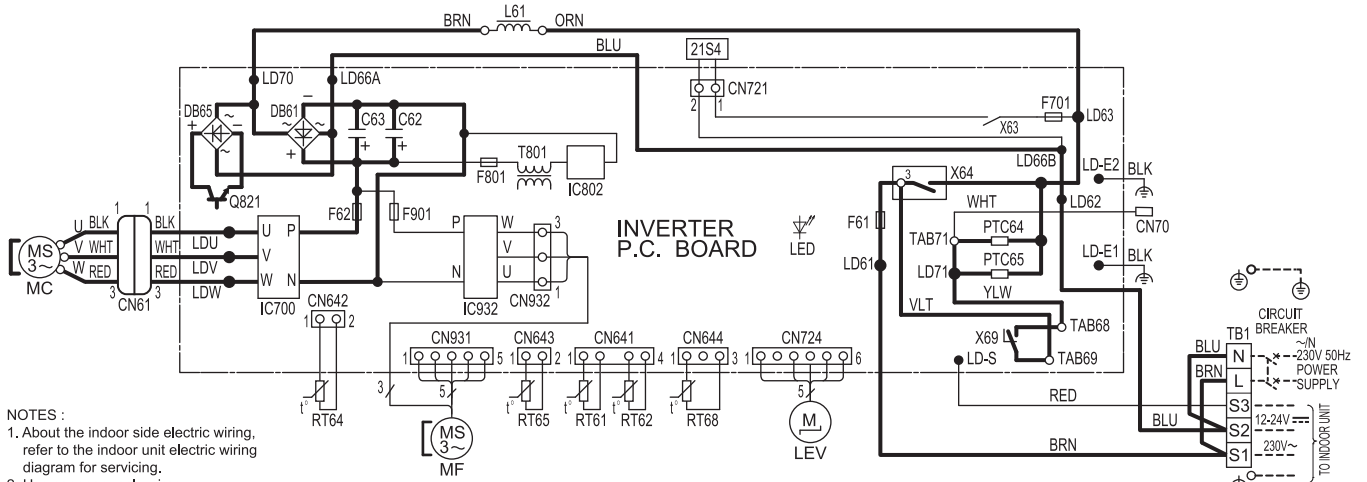 BRN L61 ORN
BLU
21S4
LD70 LD66A
CN721
2 1
F701
X63
LD63
DB65
DB61
C63 C62
+ ~ − ~
− ~ ~ +
+ +
T801
F801
IC802
Q821
LD66B
LD-E2 BLK
3 X64
WHT
LD62
CN70
F62 F901
INVERTER
P.C. BOARD
LED
F61
TAB71
PTC64
PTC65
LD61
LD71
LD-E1 BLK
YLW
VLT
MS
3~
MC
U BLK 1 1 BLK LDU U P
V WHT WHT LDV V
W RED 3 3 RED LDW W N
CN61
IC700
P W 3
V
N U 1
IC932 CN932
CN642
1 2
X69
TAB68
TAB69
LD-S
CN931
1 5
CN643
1 2
CN641
1 4
CN644
1 3
CN724
1 6
3
5
5
t° RT64
t° RT65
t° RT61
t° RT62
t° RT68
MS
3~
MF
M
LEV
RED
BLU
BRN
CIRCUIT
BREAKER
TB1
BLU N ~/N
230V 50Hz
BRN L POWER
SUPPLY
S3
12-24V
S2
230V~
S1
TO INDOOR UNIT
NOTES :
1. About the indoor side electric wiring,
refer to the indoor unit electric wiring
diagram for servicing.